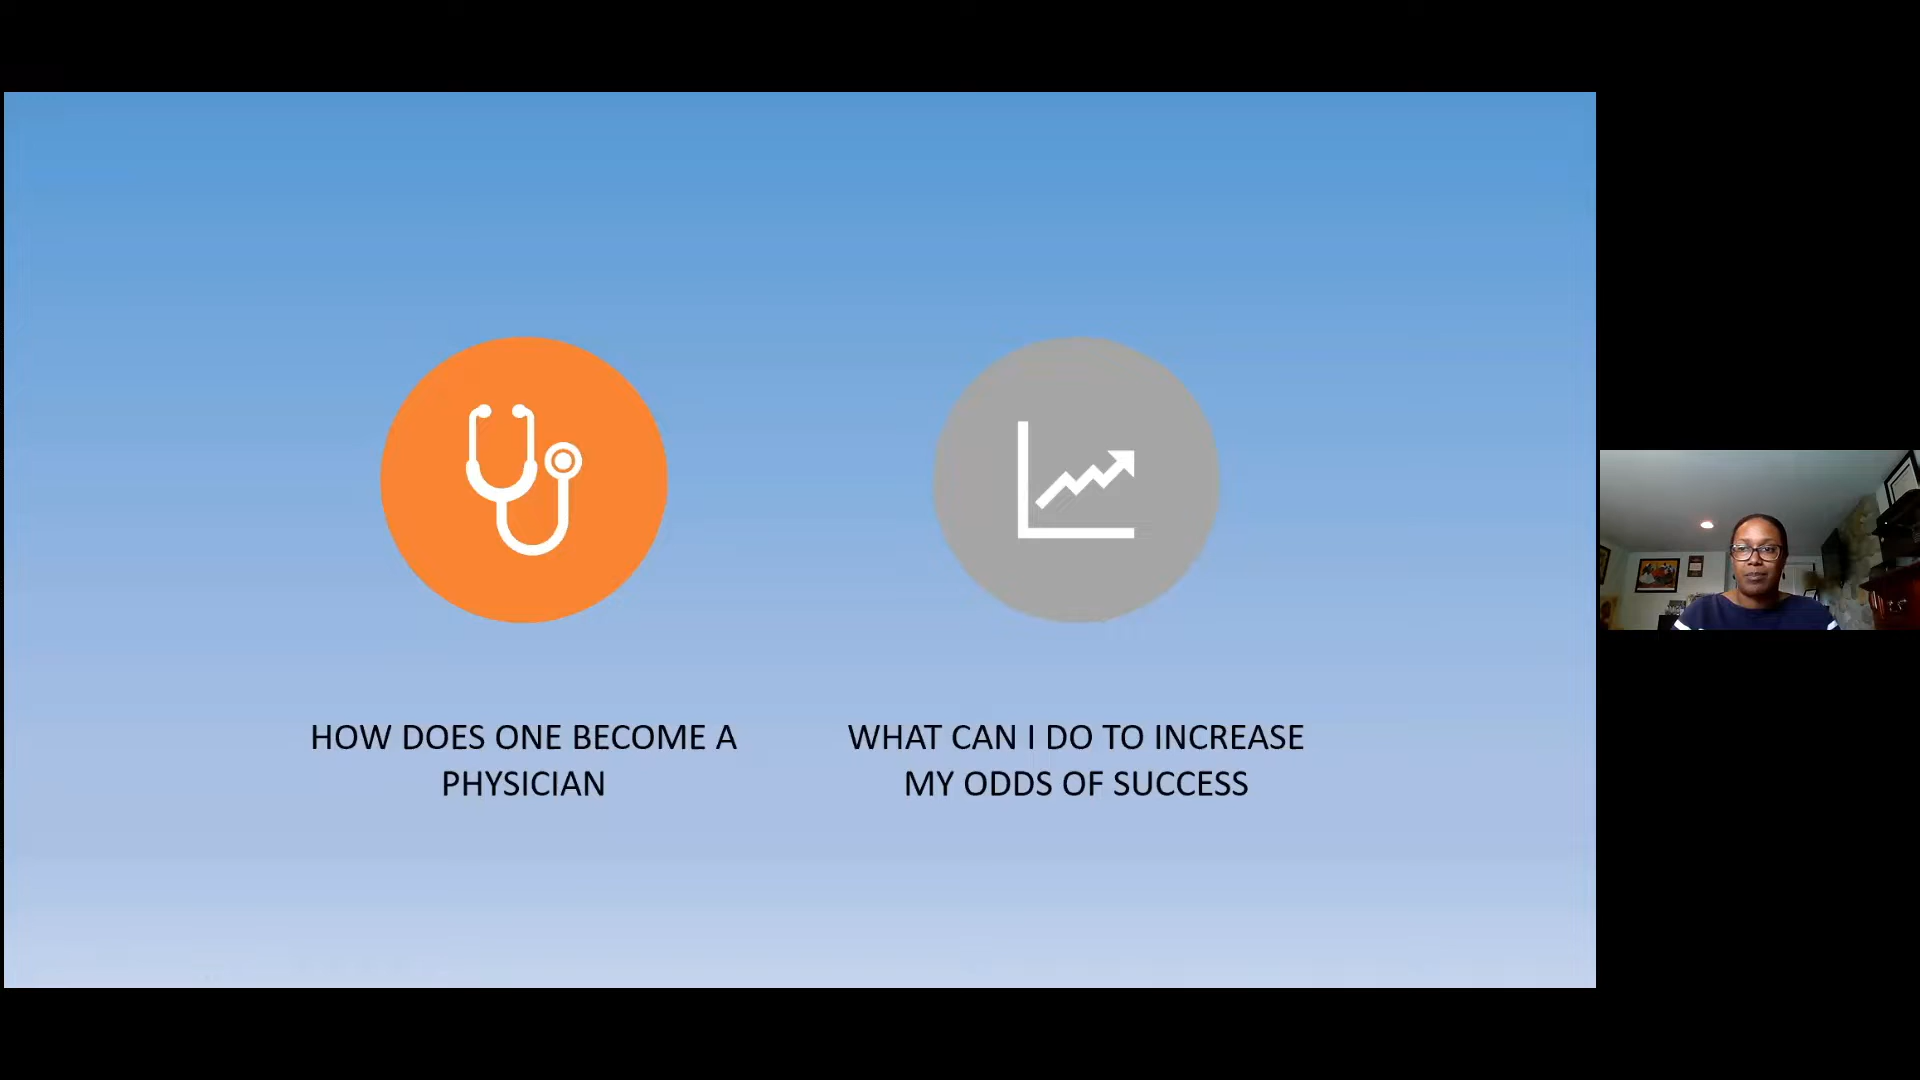 HOW DOES ONE BECOME A
PHYSICIAN
WHAT CAN I DO TO INCREASE
MY ODDS OF SUCCESS